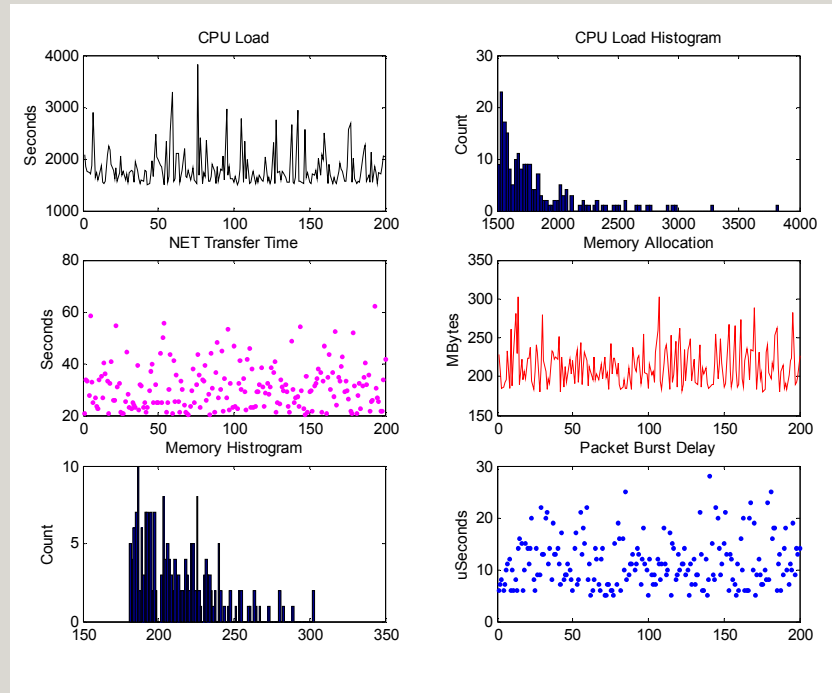 CPU Load
4000
3000
2000
1000
Seconds
0 50 100 150 200
CPU Load Histogram
30
20
10
0
Count
1500 2000 2500 3000 3500 4000
NET Transfer Time
80
60
40
20
Seconds
0 50 100 150 200
Memory Allocation
350
300
250
200
150
MBytes
0 50 100 150 200
Memory Histrogram
10
5
0
Count
150 200 250 300 350
Packet Burst Delay
30
20
10
0
uSeconds
0 50 100 150 200